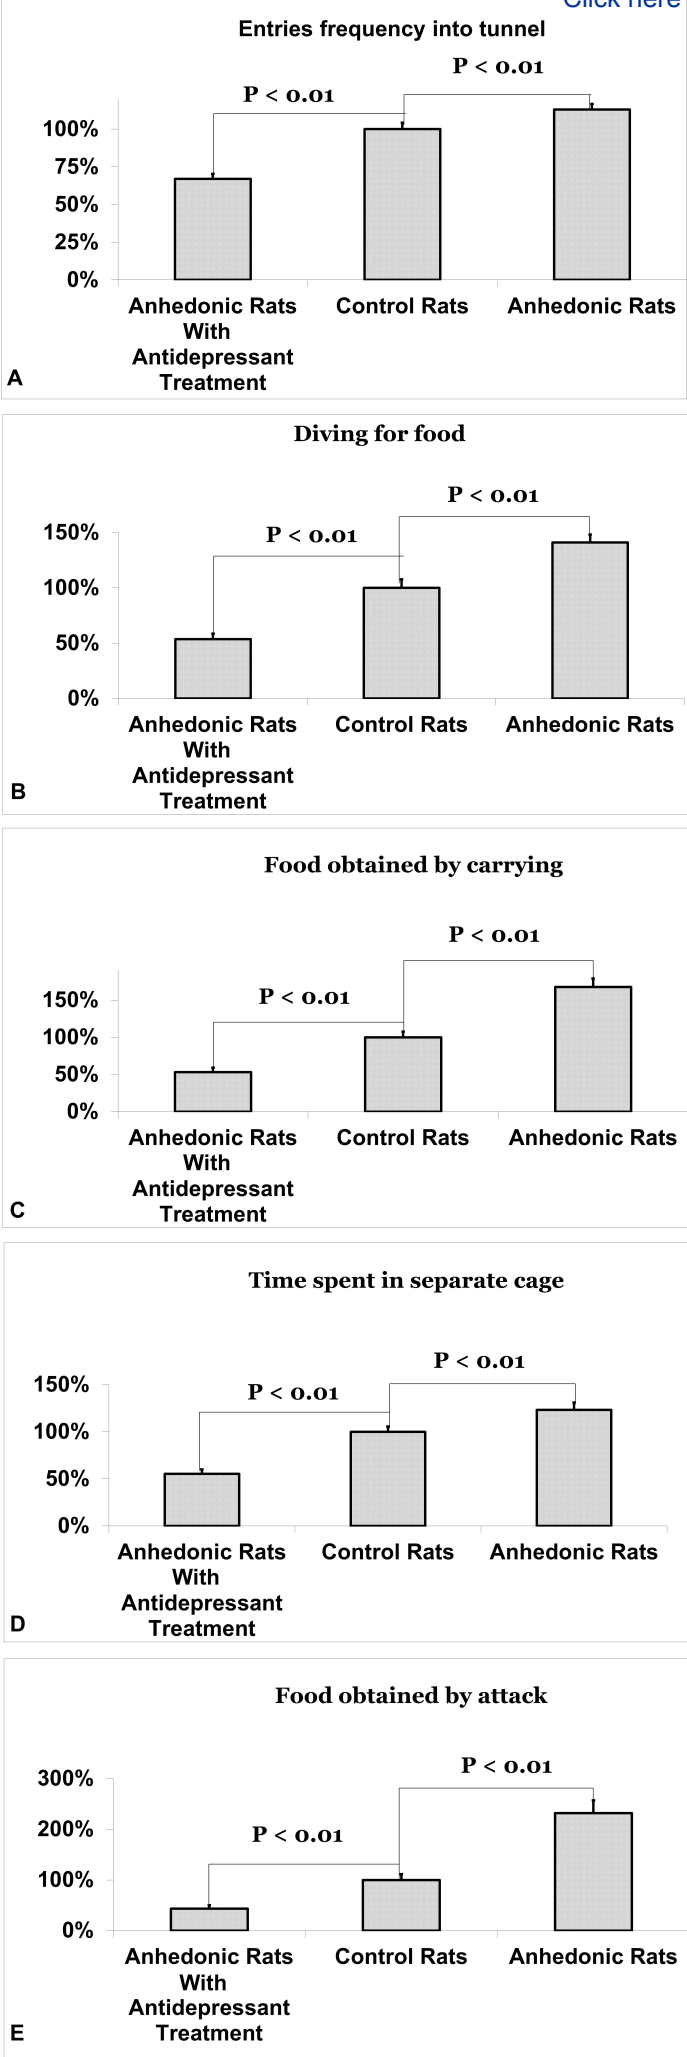 Click here
Entries frequency into tunnel
P < 0.01
P < 0.01
100%
75%
50%
25%
0%
Anhedonic Rats With Antidepressant Treatment
Control Rats
Anhedonic Rats
A
Diving for food
P < 0.01
P < 0.01
150%
100%
50%
0%
Anhedonic Rats With Antidepressant Treatment
Control Rats
Anhedonic Rats
B
Food obtained by carrying
P < 0.01
P < 0.01
150%
100%
50%
0%
Anhedonic Rats With Antidepressant Treatment
Control Rats
Anhedonic Rats
C
Time spent in separate cage
P < 0.01
P < 0.01
150%
100%
50%
0%
Anhedonic Rats With Antidepressant Treatment
Control Rats
Anhedonic Rats
D
Food obtained by attack
P < 0.01
P < 0.01
300%
200%
100%
0%
Anhedonic Rats With Antidepressant Treatment
Control Rats
Anhedonic Rats
E